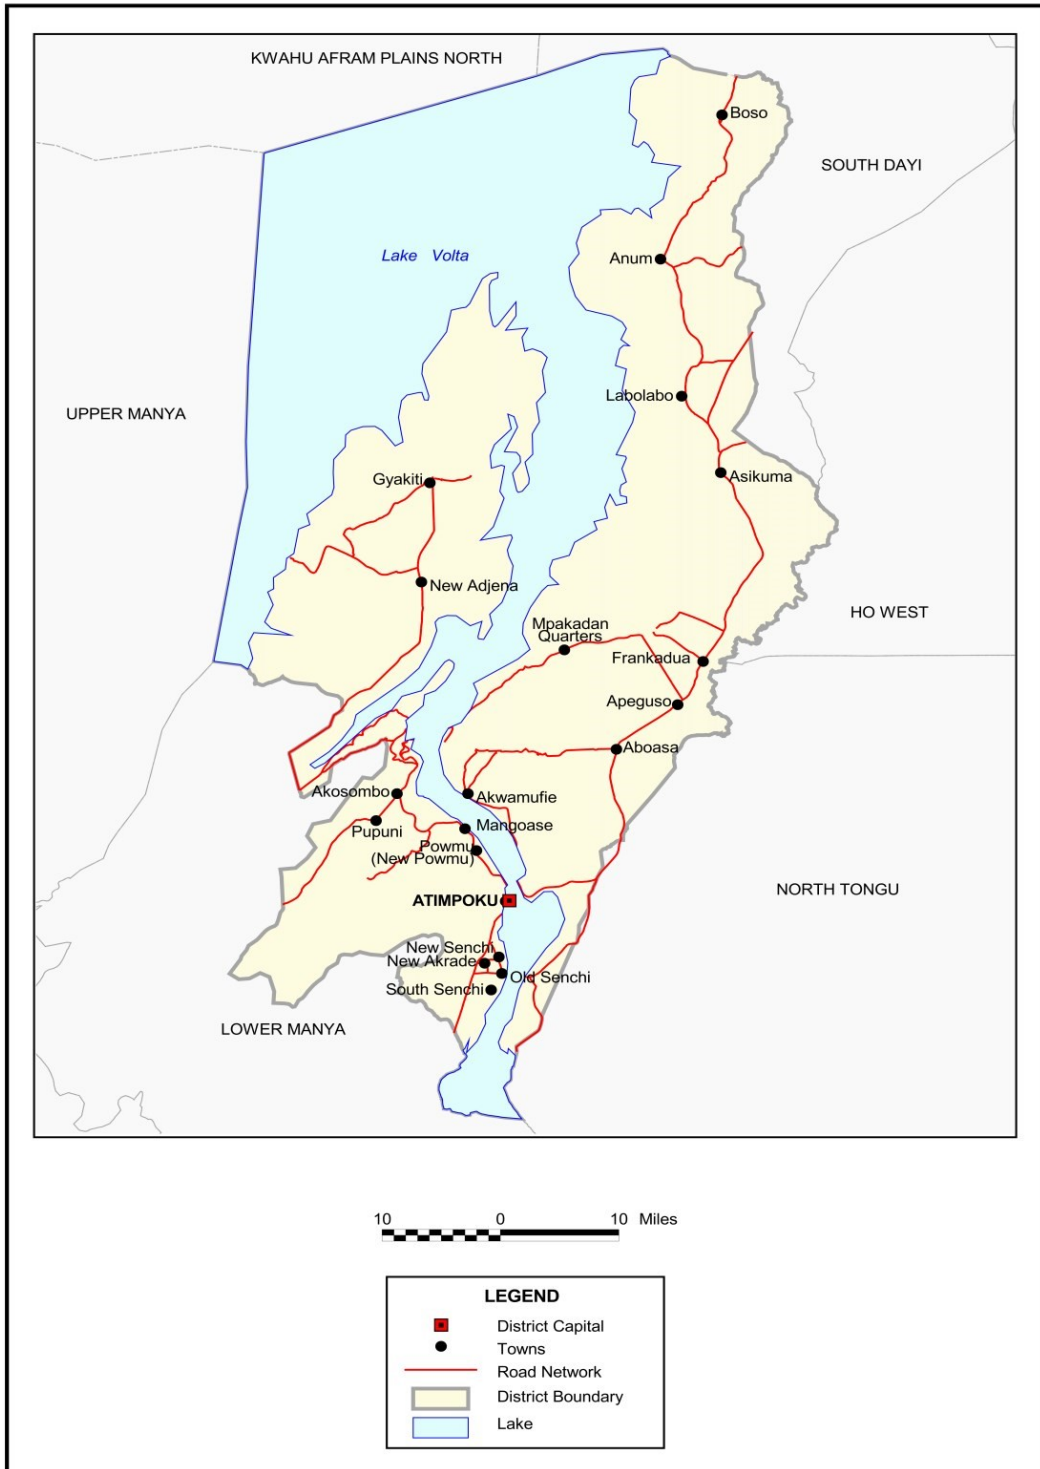 KWAHU AFRAM PLAINS NORTH
Boso
SOUTH DAYI
Lake Volta
Anum
Labolabo
UPPER MANYA
Gyakiti
Asikuma
New Adjena
HO WEST
Mpakadan
Quarters
Frankadua
Apeguso
Aboasa
Akosombo
Akwamufie
Pupuni
Mangoase
Powmu
(New Powmu)
NORTH TONGU
ATIMPOKU
New Senchi
New Akrade
Old Senchi
South Senchi
LOWER MANYA
10 0 10 Miles
LEGEND
District Capital
Towns
Road Network
District Boundary
Lake